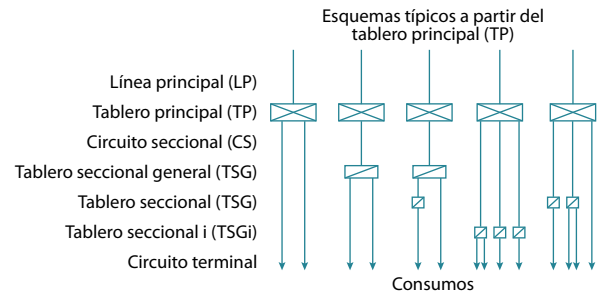 Esquemas típicos a partir del
tablero principal (TP)
Línea principal (LP)
Tablero principal (TP)
Circuito seccional (CS)
Tablero seccional general (TSG)
Tablero seccional (TSG)
Tablero seccional i (TSGi)
Circuito terminal
Consumos